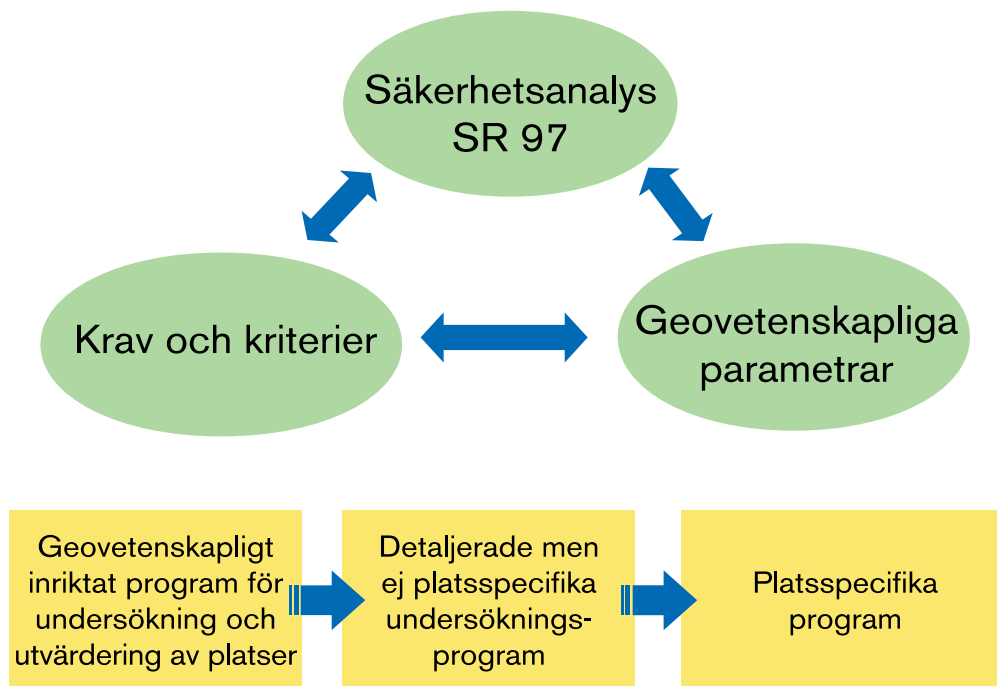 Säkerhetsanalys
SR 97
Krav och kriterier
Geovetenskapliga
parametrar
Geovetenskapligt
inriktat program för
undersökning och
utvärdering av platser
Detaljerade men
ej platsspecifika
undersöknings-
program
Platsspecifika
program